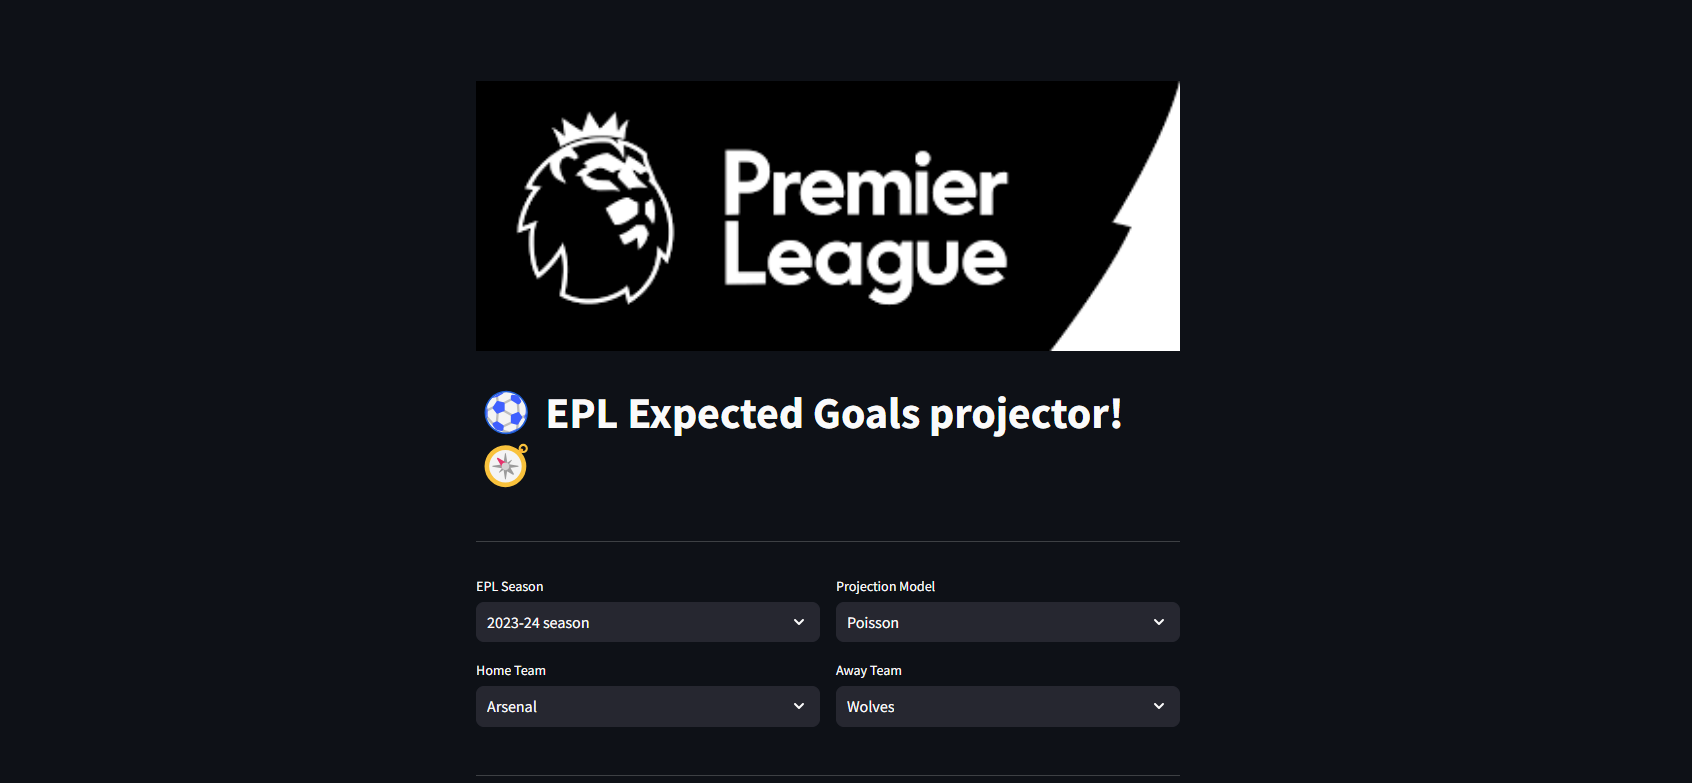 Premier
League
EPL Expected Goals projector!
EPL Season
Projection Model
2023-24 season
Poisson
Home Team
Away Team
Arsenal
Wolves